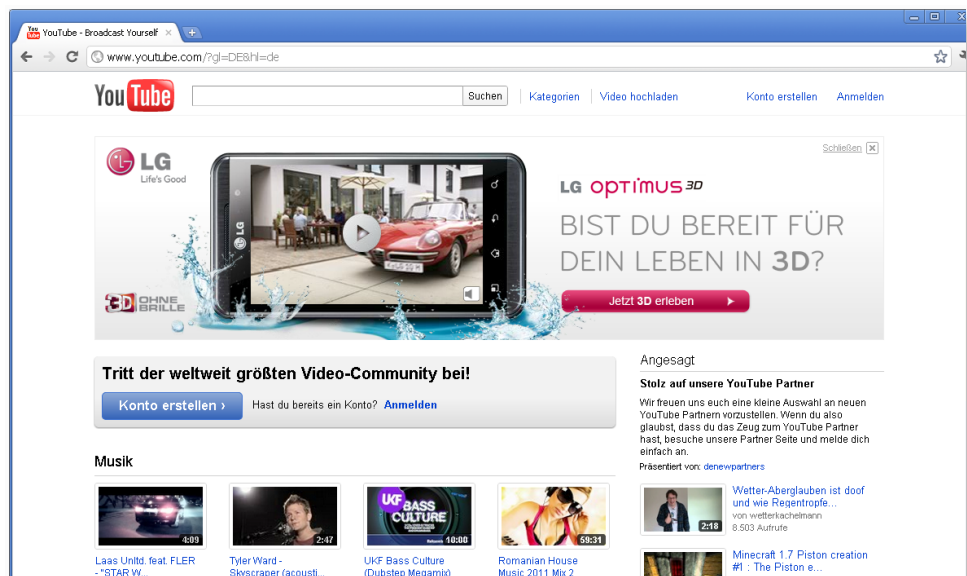 YouTube - Broadcast Yourself
www.youtube.com/?gl=DE&hl=de
YouTube
Suchen
Kategorien
Video hochladen
Konto erstellen
Anmelden
Schließen
LG
Life's Good
LG
3D OHNE BRILLE
LG OPTIMUS 3D
BIST DU BEREIT FÜR
DEIN LEBEN IN 3D?
Jetzt 3D erleben
Tritt der weltweit größten Video-Community bei!
Konto erstellen ›
Hast du bereits ein Konto? Anmelden
Angesagt
Stolz auf unsere YouTube Partner
Wir freuen uns euch eine kleine Auswahl an neuen
YouTube Partnern vorzustellen. Wenn du also
glaubst, dass du das Zeug zum YouTube Partner
hast, besuche unsere Partner Seite und melde dich
einfach an.
Präsentiert von: denewpartners
Musik
4:09
2:47
UKF BASS
CULTURE
10:00
59:31
Laas Unltd. feat. FLER
- "STAR W...
Tyler Ward -
Skyscraper (acousti...
UKF Bass Culture
(Dubstep Megamix)
Romanian House
Music 2011 Mix 2
2:18
Wetter-Aberglauben ist doof
und wie Regentropfe...
von wetterkachelmann
8.503 Aufrufe
Minecraft 1.7 Piston creation
#1 : The Piston e...